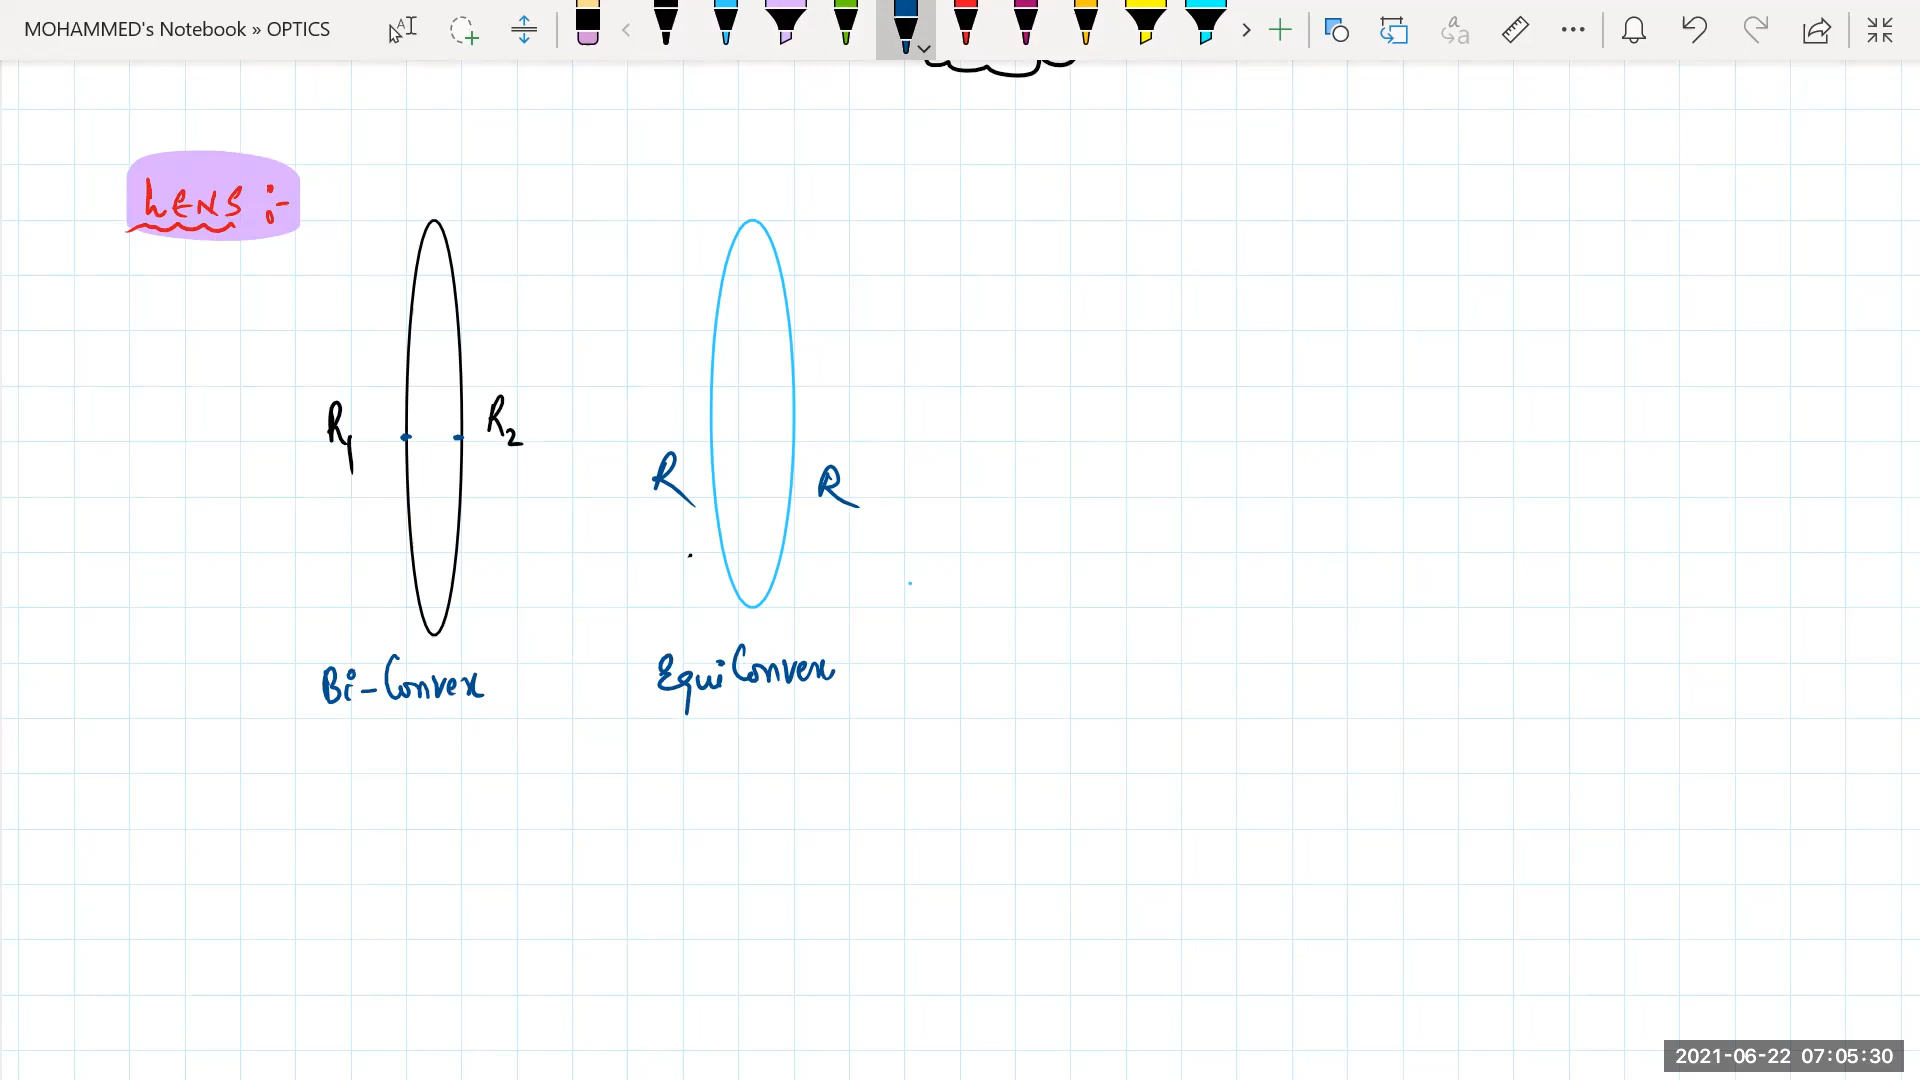 MOHAMMED's Notebook » OPTICS
LENS :-
R1 R2
R R
Bi-Convex Equi Convex
2021-06-22 07:05:30